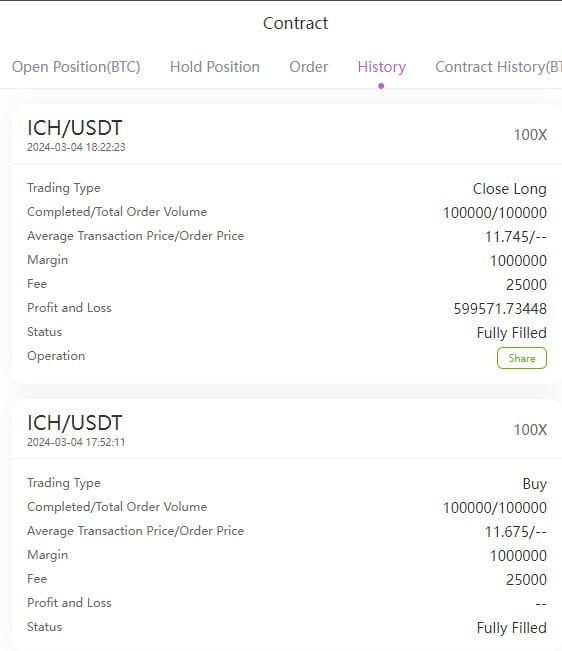 Contract
Open Position(BTC) Hold Position Order History Contract History(BT
ICH/USDT
2024-03-04 18:22:23
100X
Trading Type Close Long
Completed/Total Order Volume 100000/100000
Average Transaction Price/Order Price 11.745/--
Margin 1000000
Fee 25000
Profit and Loss 599571.73448
Status Fully Filled
Operation Share
ICH/USDT
2024-03-04 17:52:11
100X
Trading Type Buy
Completed/Total Order Volume 100000/100000
Average Transaction Price/Order Price 11.675/--
Margin 1000000
Fee 25000
Profit and Loss --
Status Fully Filled